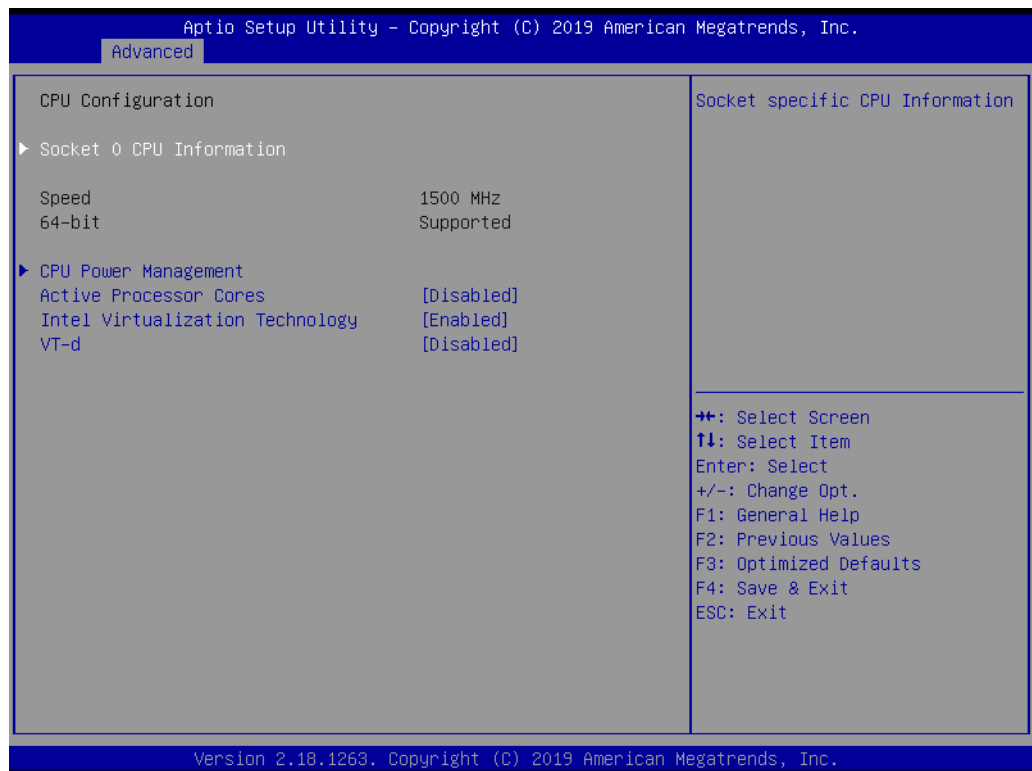 Aptio Setup Utility – Copyright (C) 2019 American Megatrends, Inc.
Advanced
CPU Configuration
Socket specific CPU Information
▶ Socket 0 CPU Information
Speed 1500 MHz
64-bit Supported
▶ CPU Power Management
Active Processor Cores [Disabled]
Intel Virtualization Technology [Enabled]
VT-d [Disabled]
→←: Select Screen
↑↓: Select Item
Enter: Select
+/-: Change Opt.
F1: General Help
F2: Previous Values
F3: Optimized Defaults
F4: Save & Exit
ESC: Exit
Version 2.18.1263. Copyright (C) 2019 American Megatrends, Inc.